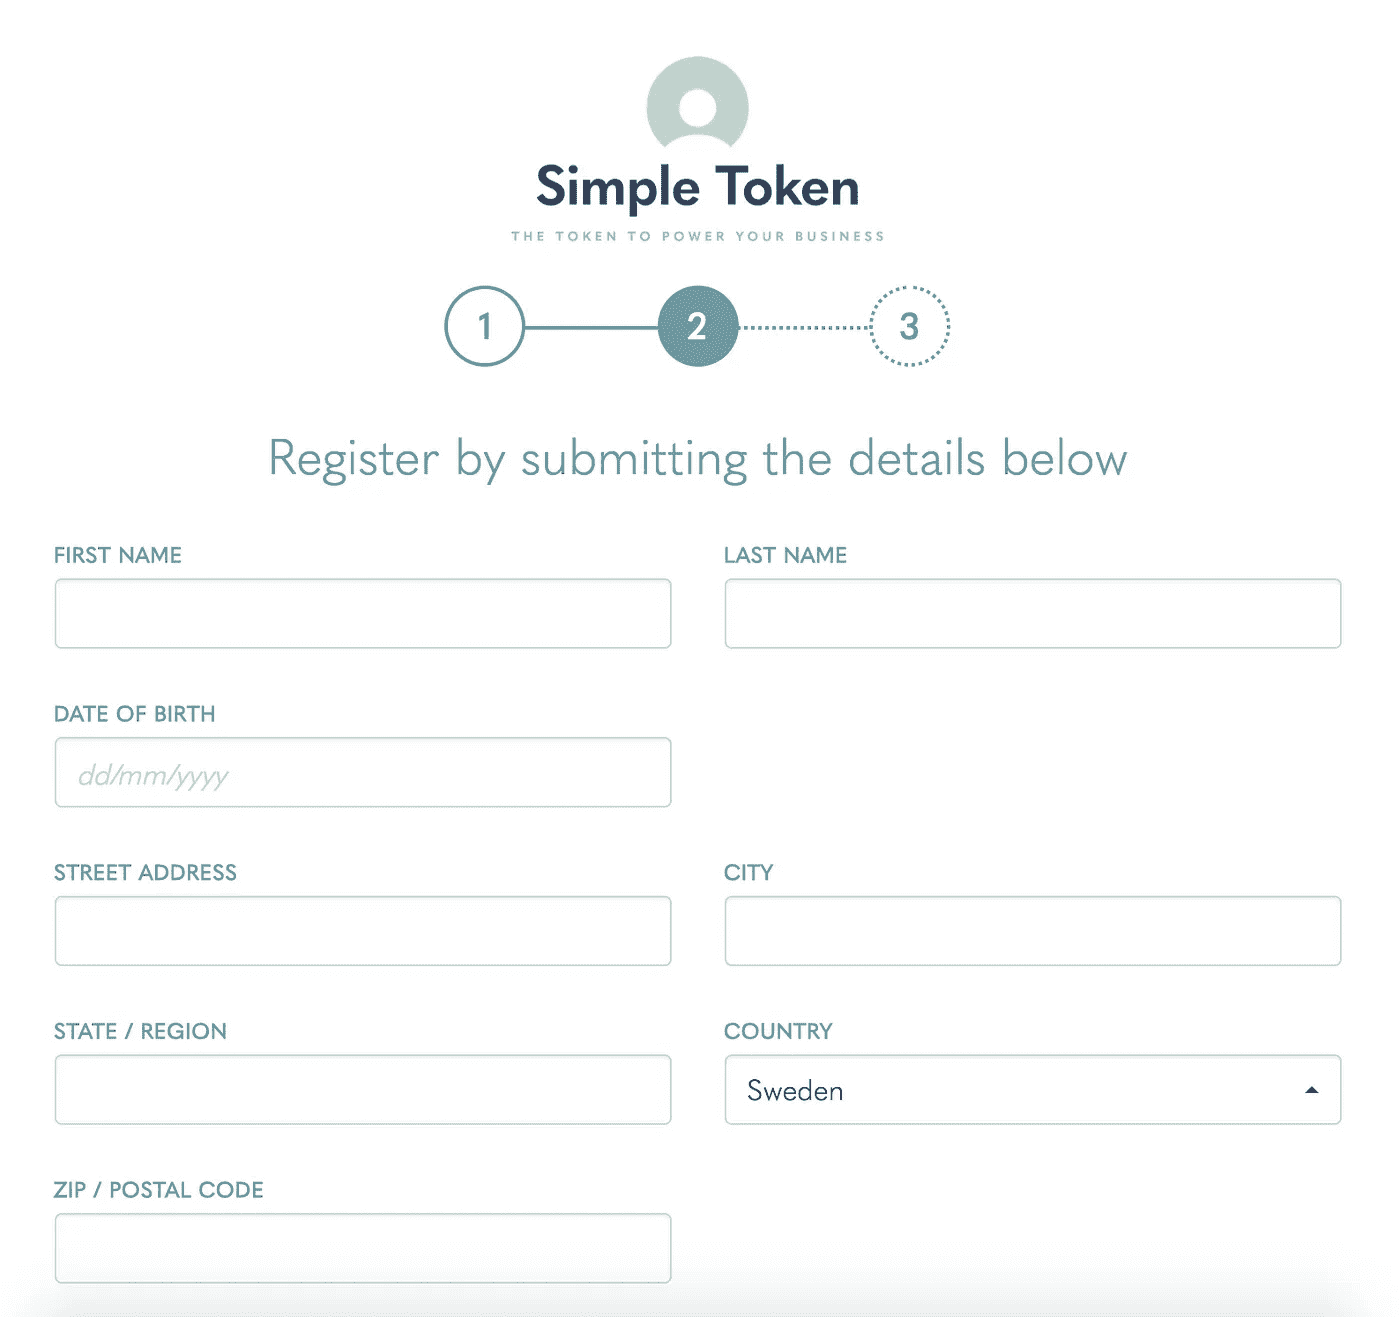 Simple Token
THE TOKEN TO POWER YOUR BUSINESS
1 2 3
Register by submitting the details below
FIRST NAME LAST NAME
DATE OF BIRTH
dd/mm/yyyy
STREET ADDRESS CITY
STATE / REGION COUNTRY
Sweden
ZIP / POSTAL CODE